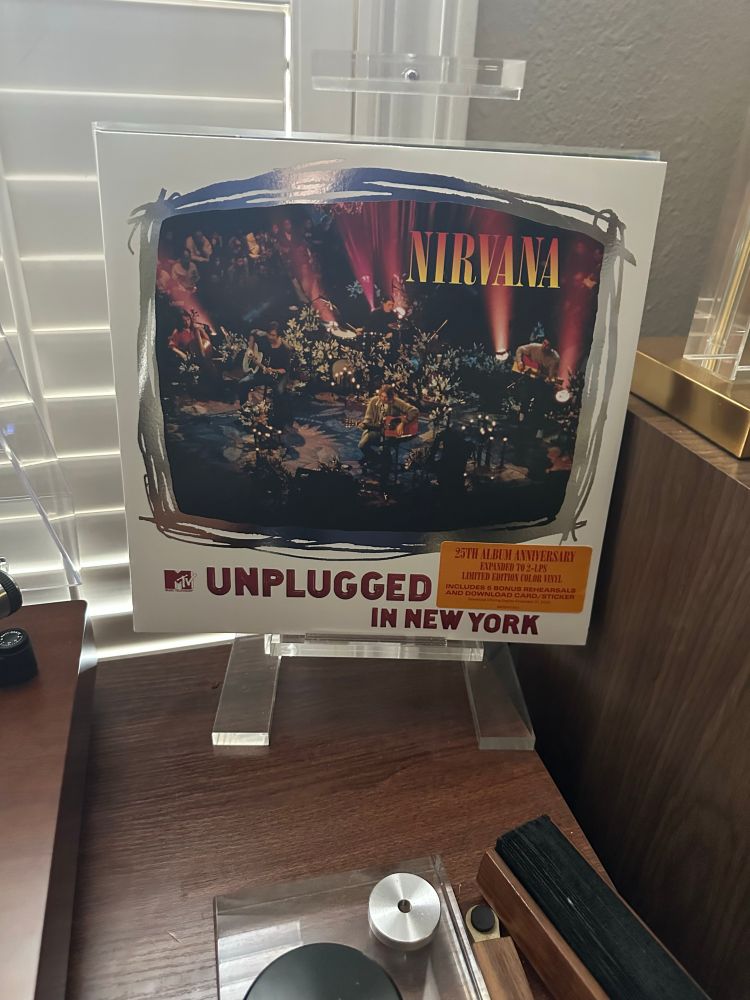 NIRVANA
25TH ALBUM ANNIVERSARY
EXPANDED TO 2-LPS
LIMITED EDITION COLOR VINYL
INCLUDES 5 BONUS REHEARSALS
AND DOWNLOAD CARD/STICKER
MTV UNPLUGGED
IN NEW YORK